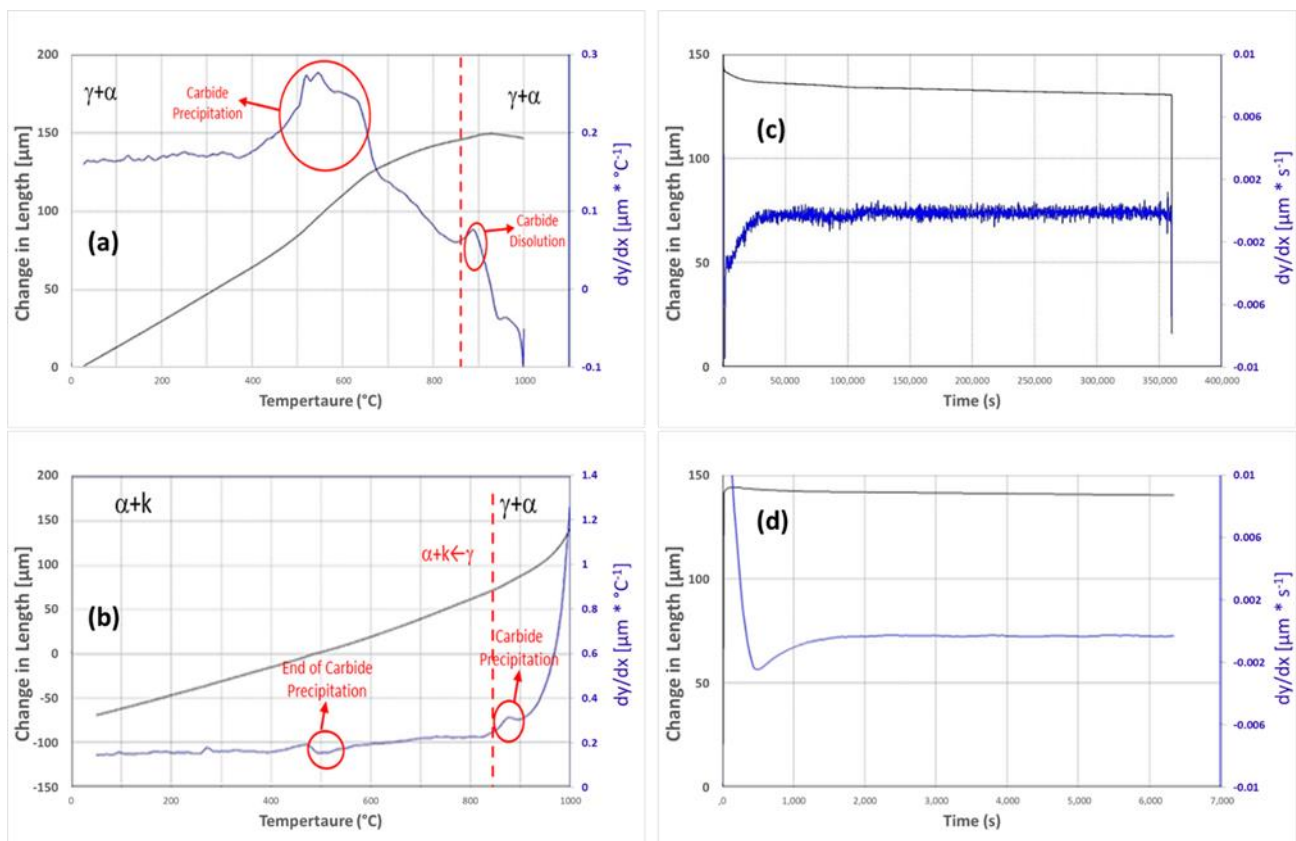 200
150
100
50
0
Change in Length [µm]
0.3
0.2
0.1
0
-0.1
dy/dx [µm * °C⁻¹]
γ+α
Carbide
Precipitation
γ+α
Carbide
Disolution
(a)
0
200
400
600
800
1000
Tempertaure (°C)
150
100
50
0
Change in Length [µm]
0.01
0.006
0.002
-0.002
-0.006
-0.01
dy/dx [µm * s⁻¹]
(c)
,0
50,000
100,000
150,000
200,000
250,000
300,000
350,000
400,000
Time (s)
200
150
100
50
0
-50
-100
-150
Change in Length [µm]
1.4
1.2
1
0.8
0.6
0.4
0.2
0
dy/dx [µm * °C⁻¹]
α+k
γ+α
α+k←γ
(b)
End of Carbide
Precipitation
Carbide
Precipitation
0
200
400
600
800
1000
Tempertaure (°C)
150
100
50
0
Change in Length [µm]
0.01
0.006
0.002
-0.002
-0.006
-0.01
dy/dx [µm * s⁻¹]
(d)
,0
1,000
2,000
3,000
4,000
5,000
6,000
7,000
Time (s)